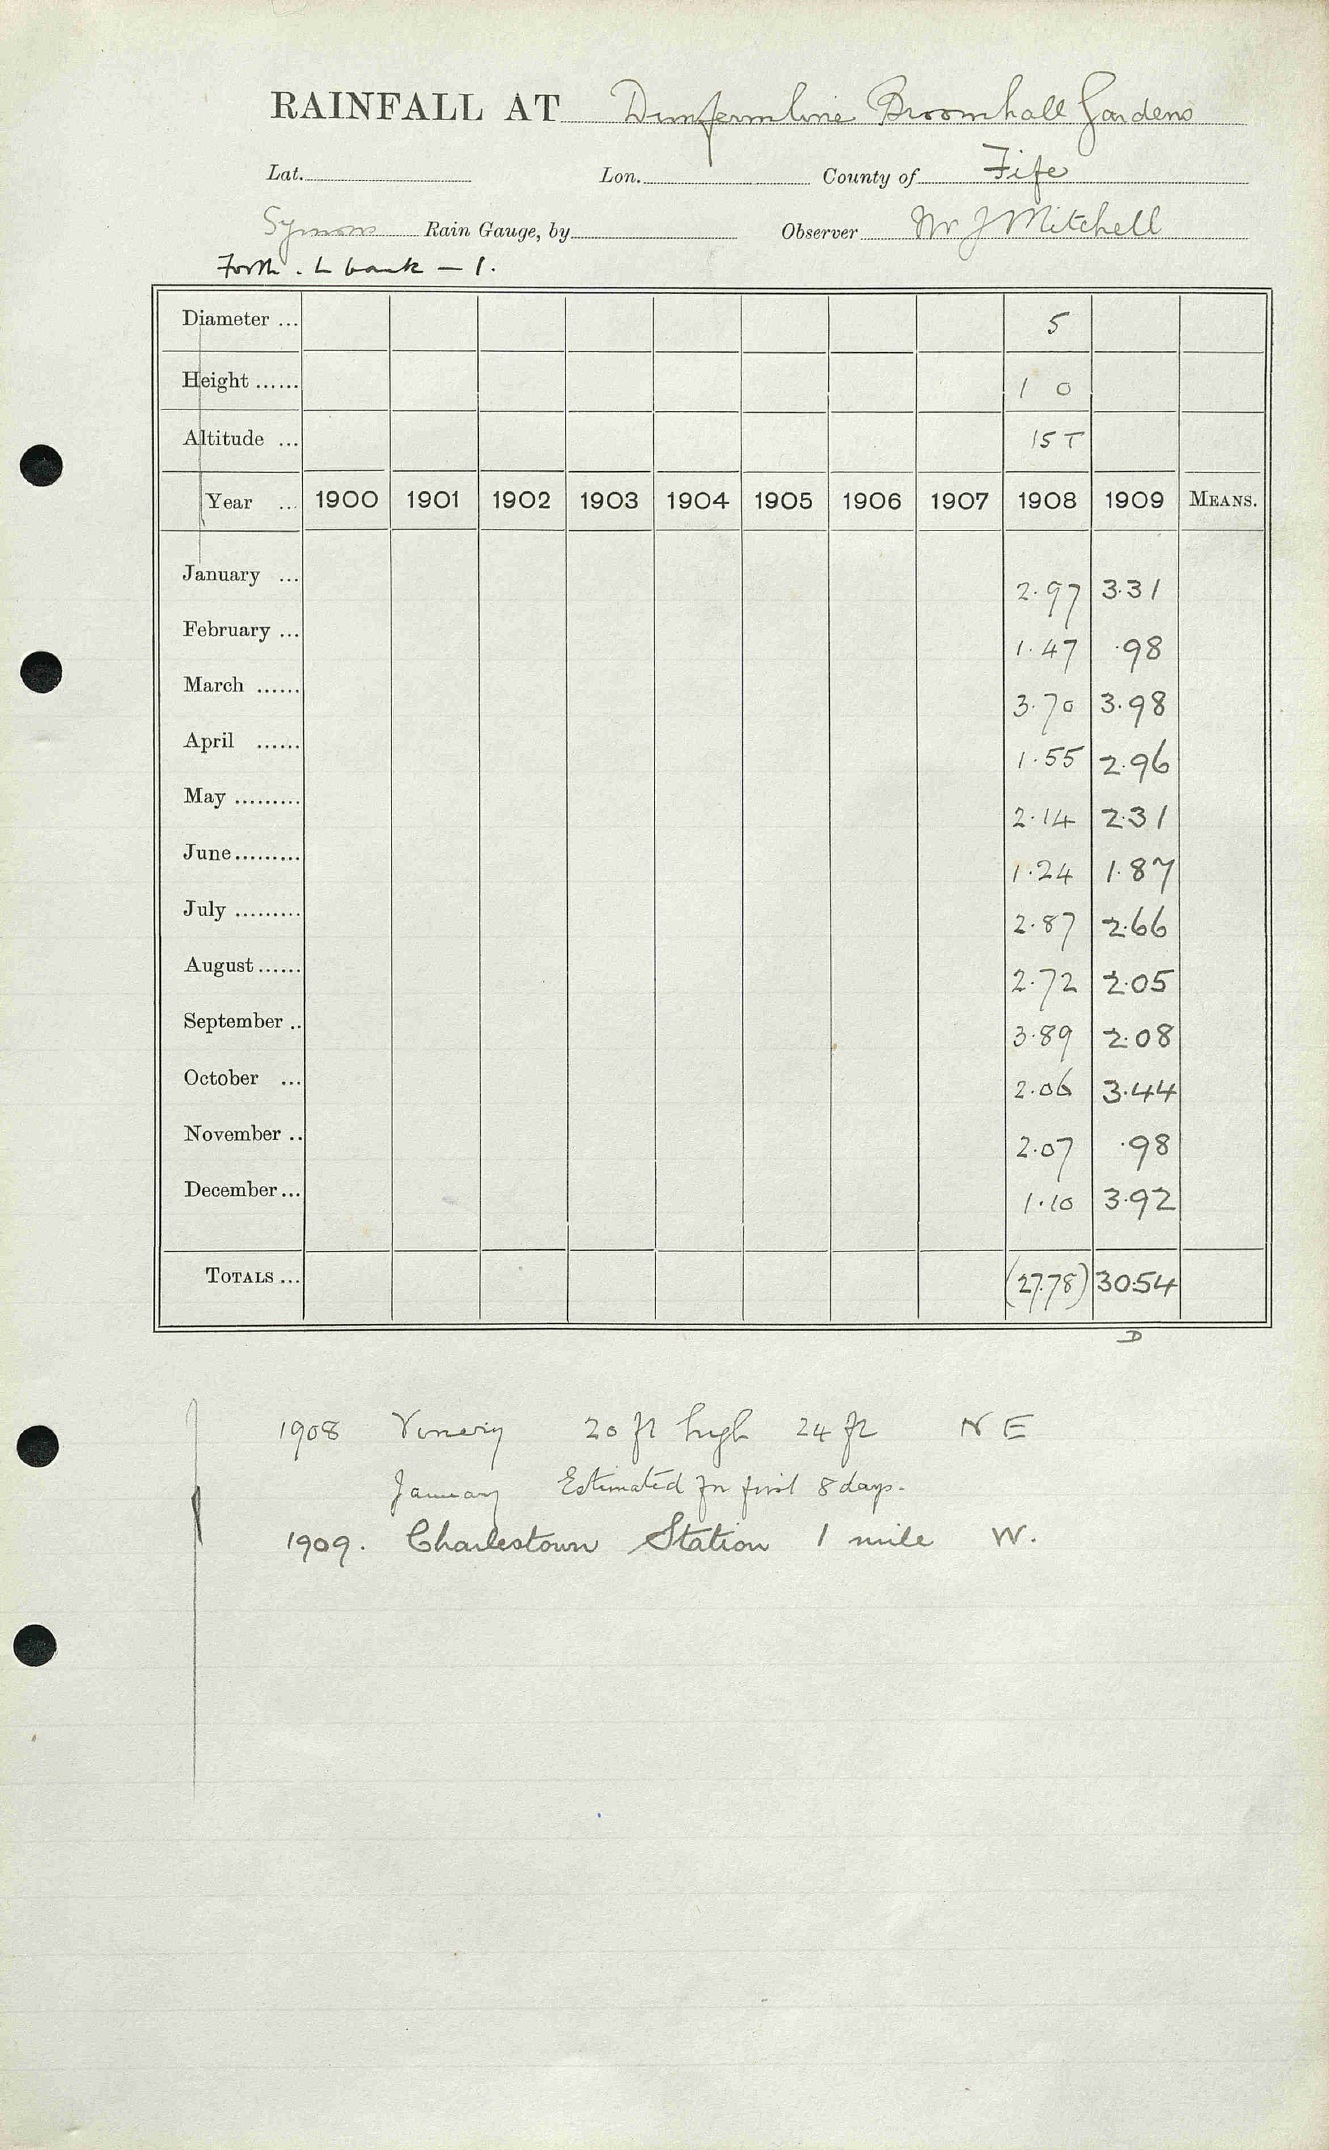 RAINFALL AT Dunfermline Broomhall Gardens
Lat. Lon. County of Fife
Symons Rain Gauge, by Observer Mr J Mitchell
Forth . L bank — 1.
Diameter ... 5
Height ...... 1 0
Altitude ... 15 T
Year ... 1900 1901 1902 1903 1904 1905 1906 1907 1908 1909 MEANS.
January ... 2.97 3.31
February ... 1.47 .98
March ...... 3.70 3.98
April ...... 1.55 2.96
May ......... 2.14 2.31
June......... 1.24 1.87
July ......... 2.87 2.66
August...... 2.72 2.05
September .. 3.89 2.08
October ... 2.06 3.44
November .. 2.07 .98
December... 1.10 3.92
TOTALS ... (27.78) 30.54
D
1908 Vinery 20 ft high 24 ft N E
January Estimated for first 8 days.
1909. Charlestown Station 1 mile W.